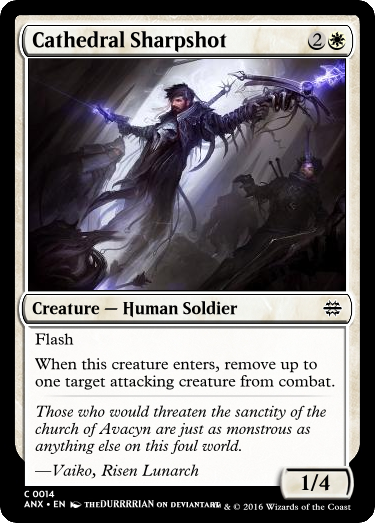 Cathedral Sharpshot 2
Creature — Human Soldier
Flash
When this creature enters, remove up to
one target attacking creature from combat.
Those who would threaten the sanctity of the
church of Avacyn are just as monstrous as
anything else on this foul world.
—Vaiko, Risen Lunarch
1/4
C 0014
ANX • EN THEDURRRRIAN ON DEVIANTART & © 2016 Wizards of the Coast